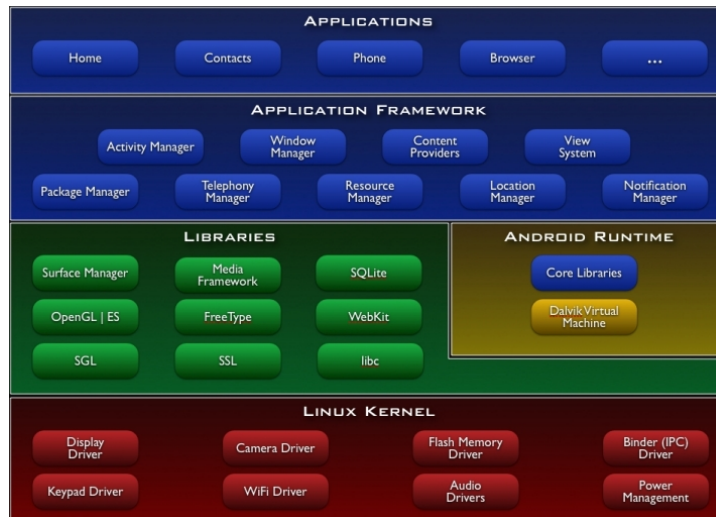 APPLICATIONS
Home Contacts Phone Browser ...
APPLICATION FRAMEWORK
Activity Manager Window Manager Content Providers View System
Package Manager Telephony Manager Resource Manager Location Manager Notification Manager
LIBRARIES
Surface Manager Media Framework SQLite
OpenGL | ES FreeType WebKit
SGL SSL libc
ANDROID RUNTIME
Core Libraries
Dalvik Virtual Machine
LINUX KERNEL
Display Driver Camera Driver Flash Memory Driver Binder (IPC) Driver
Keypad Driver WiFi Driver Audio Drivers Power Management